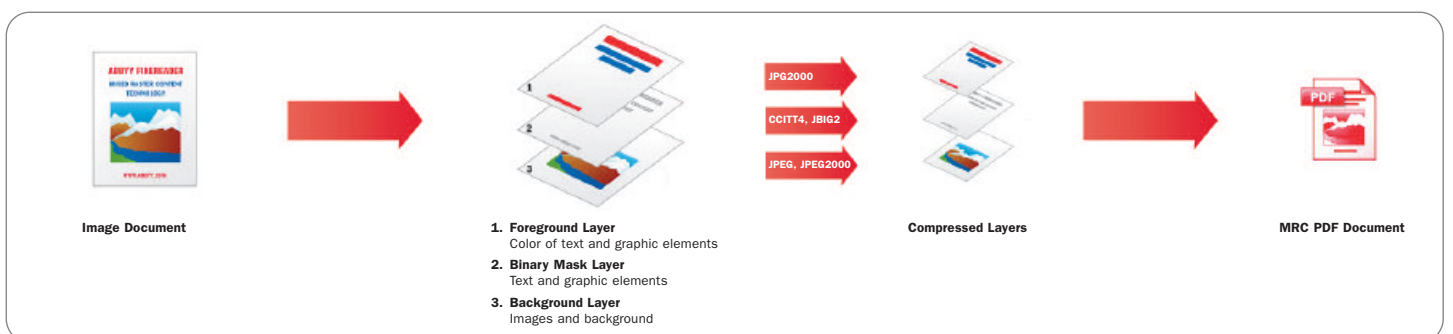 ABBYY FINEREADER
MIXED RASTER CONTENT
TECHNOLOGY
WWW.ABBYY.COM
1
2
3
JPG2000
CCITT4, JBIG2
JPEG, JPEG2000
PDF
Image Document
1. Foreground Layer
Color of text and graphic elements
2. Binary Mask Layer
Text and graphic elements
3. Background Layer
Images and background
Compressed Layers
MRC PDF Document